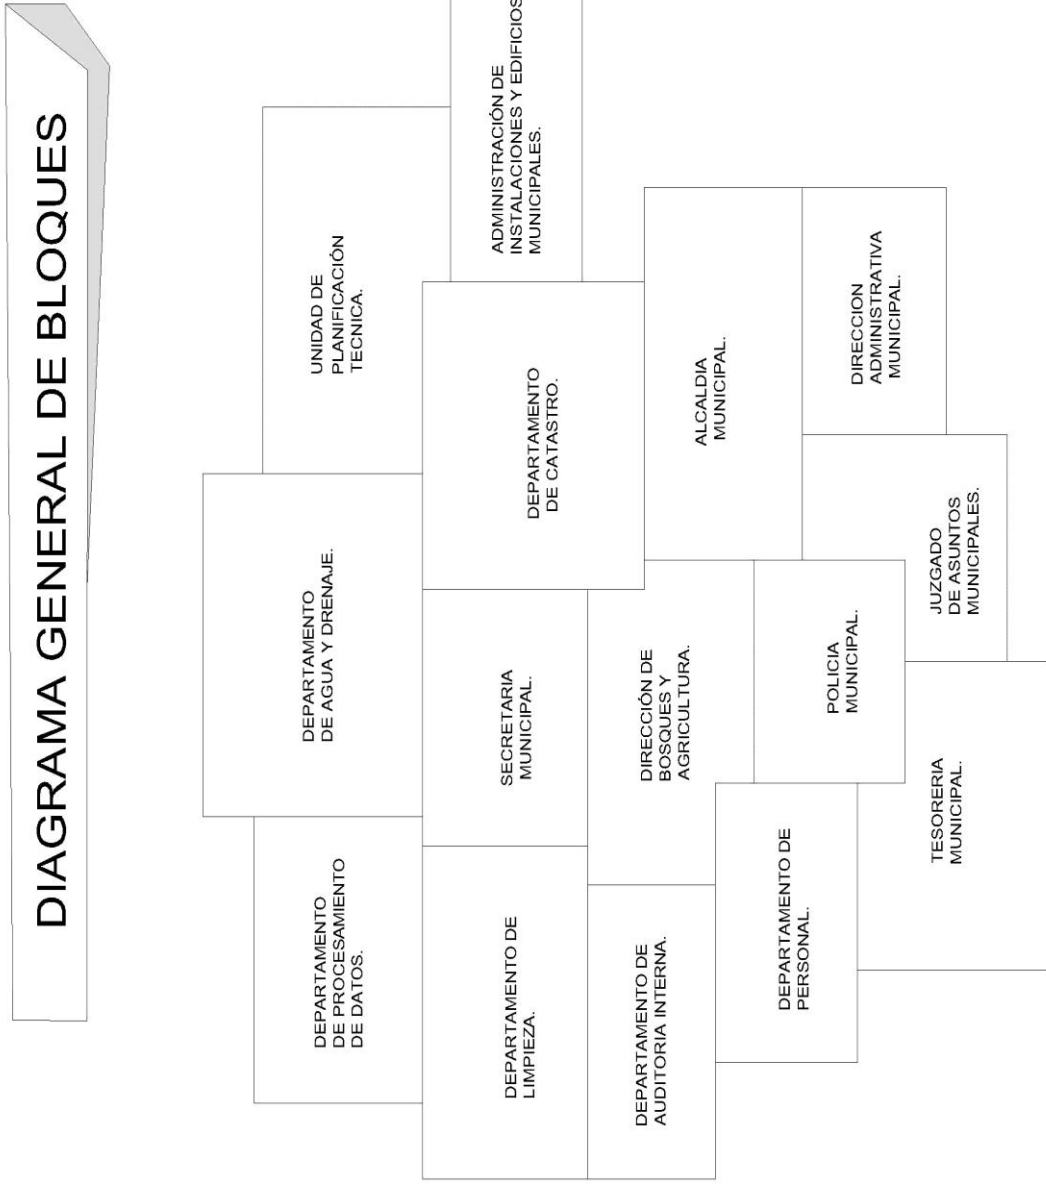 DIAGRAMA GENERAL DE BLOQUES
DEPARTAMENTO
DE PROCESAMIENTO
DE DATOS.
DEPARTAMENTO
DE AGUA Y DRENAJE.
UNIDAD DE
PLANIFICACIÓN
TECNICA.
DEPARTAMENTO DE
LIMPIEZA.
SECRETARIA
MUNICIPAL.
DEPARTAMENTO
DE CATASTRO.
ADMINISTRACIÓN DE
INSTALACIONES Y EDIFICIOS
MUNICIPALES.
DEPARTAMENTO DE
AUDITORIA INTERNA.
DIRECCIÓN DE
BOSQUES Y
AGRICULTURA.
ALCALDIA
MUNICIPAL.
DEPARTAMENTO DE
PERSONAL.
POLICIA
MUNICIPAL.
DIRECCION
ADMINISTRATIVA
MUNICIPAL.
TESORERIA
MUNICIPAL.
JUZGADO
DE ASUNTOS
MUNICIPALES.